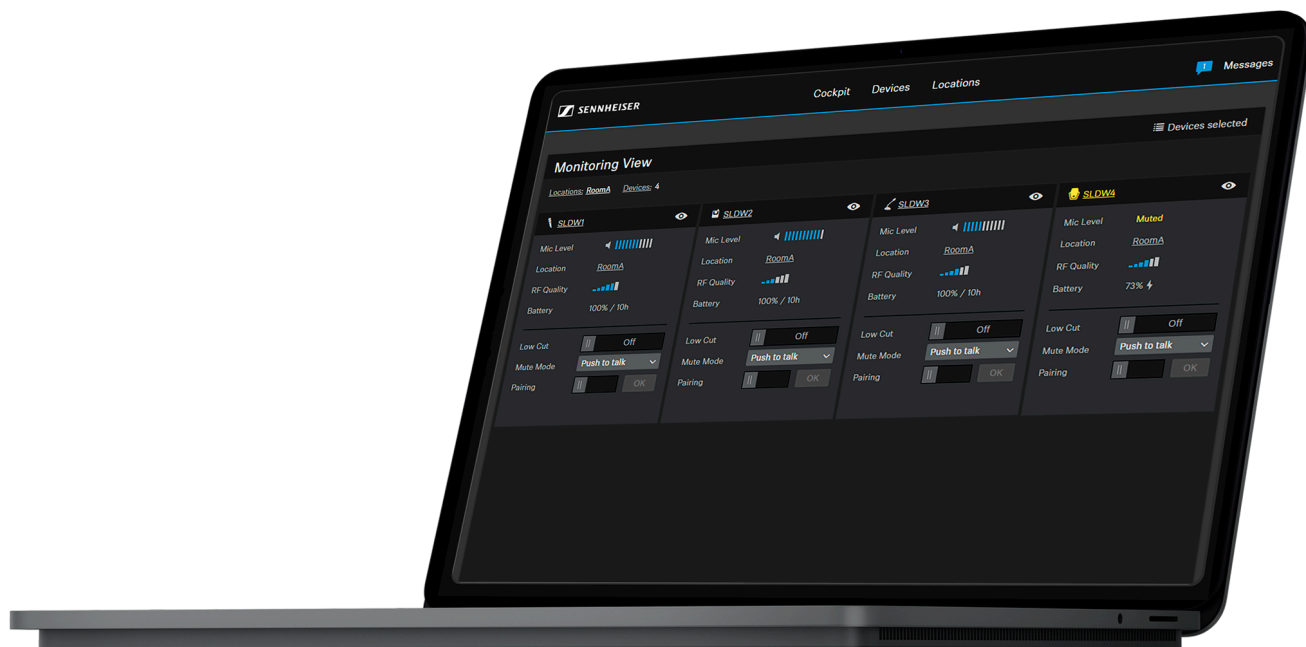 SENNHEISER
Cockpit Devices Locations
1 Messages
Devices selected
Monitoring View
Locations: RoomA Devices: 4
SLDW1
Mic Level
Location RoomA
RF Quality
Battery 100% / 10h
Low Cut Off
Mute Mode Push to talk
Pairing OK
SLDW2
Mic Level
Location RoomA
RF Quality
Battery 100% / 10h
Low Cut Off
Mute Mode Push to talk
Pairing OK
SLDW3
Mic Level
Location RoomA
RF Quality
Battery 100% / 10h
Low Cut Off
Mute Mode Push to talk
Pairing OK
SLDW4
Mic Level Muted
Location RoomA
RF Quality
Battery 73%
Low Cut Off
Mute Mode Push to talk
Pairing OK